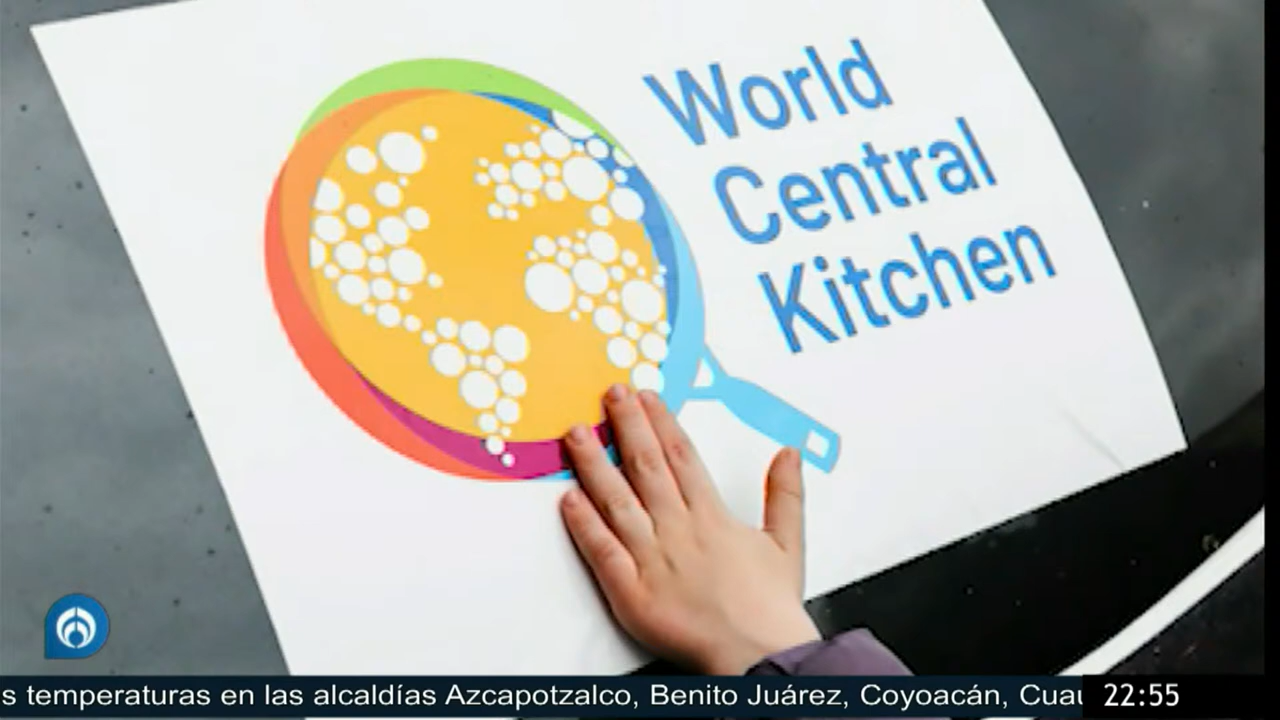 World
Central
Kitchen
s temperaturas en las alcaldías Azcapotzalco, Benito Juárez, Coyoacán,
22:55